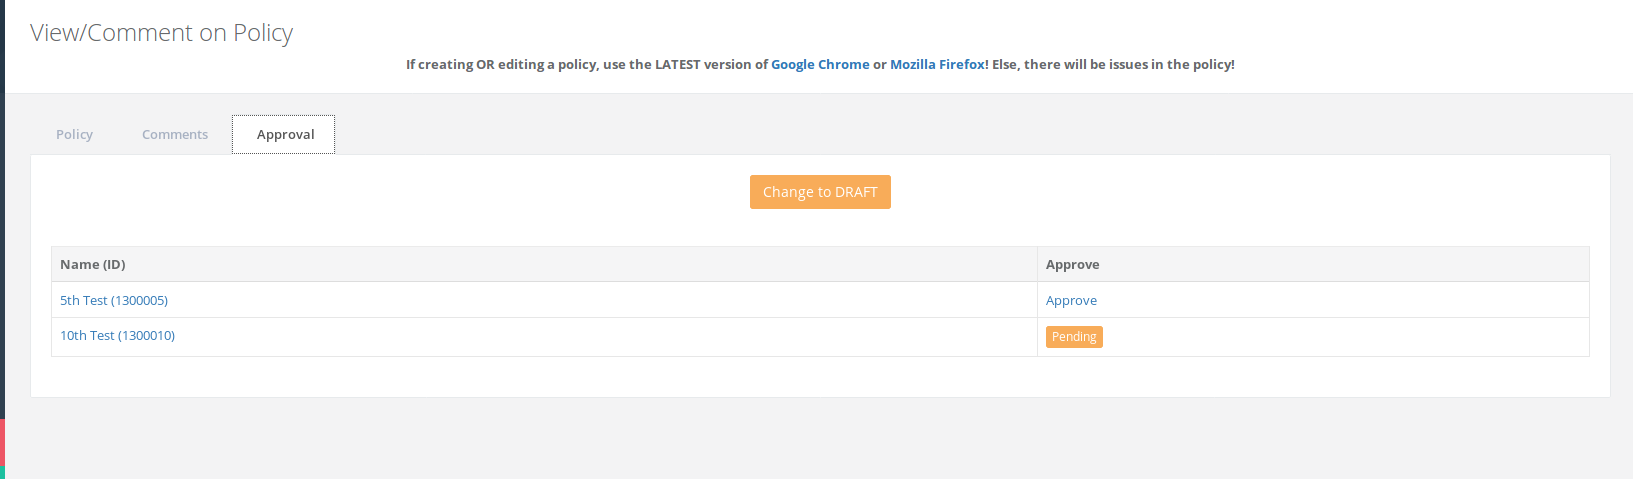 View/Comment on Policy
If creating OR editing a policy, use the LATEST version of Google Chrome or Mozilla Firefox! Else, there will be issues in the policy!
Policy Comments Approval
Change to DRAFT
Name (ID) Approve
5th Test (1300005) Approve
10th Test (1300010) Pending